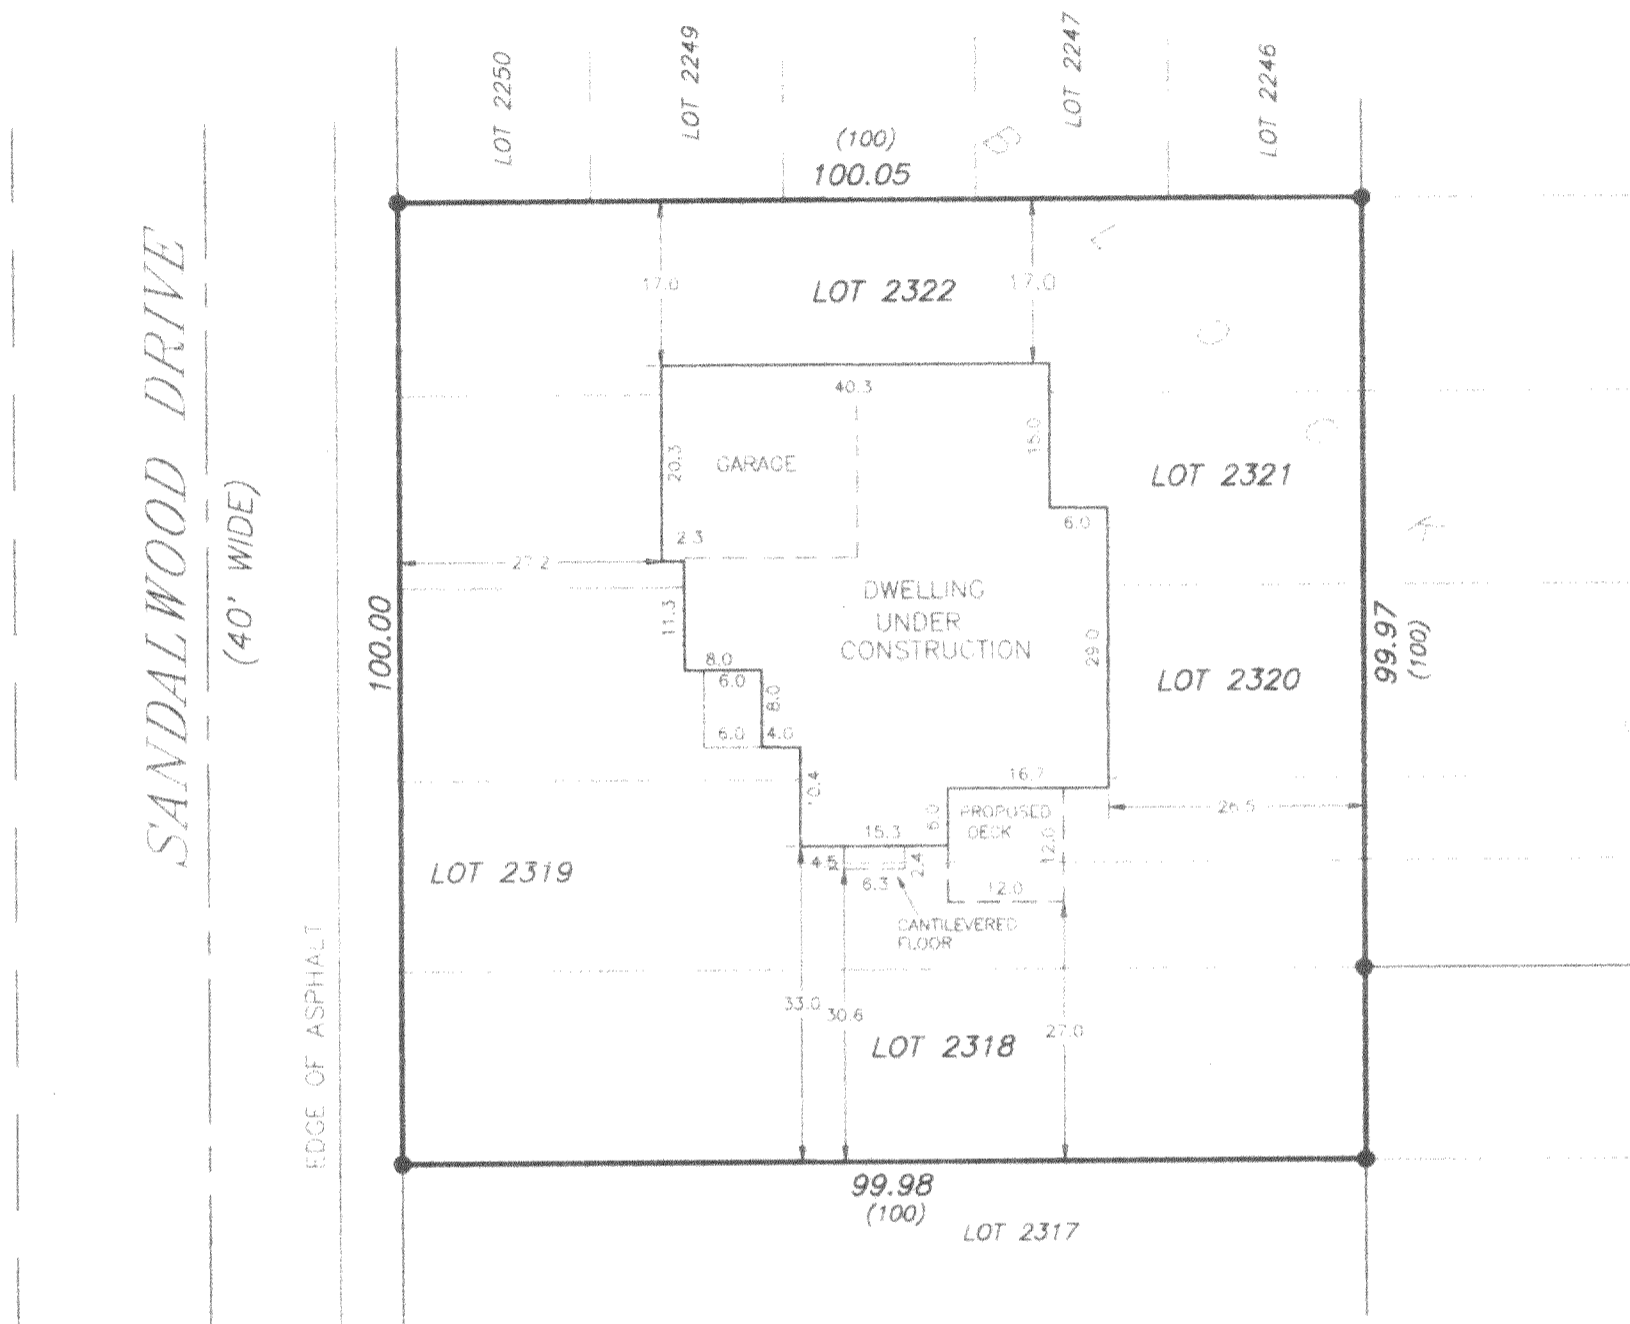 LOT 2250
LOT 2249
LOT 2247
LOT 2246
(100)
100.05
SANDALWOOD DRIVE
(40' WIDE)
EDGE OF ASPHALT
100.00
17.0
LOT 2322
17.0
40.3
20.3
GARAGE
15.0
LOT 2321
6.0
2.3
27.2
11.3
DWELLING
UNDER
CONSTRUCTION
29.0
LOT 2320
99.97
(100)
8.0
6.0
8.0
6.0
4.0
10.4
16.7
26.5
6.0
PROPOSED
DECK
12.0
15.3
4.5
2.4
6.3
12.0
CANTILEVERED
FLOOR
LOT 2319
33.0
30.6
27.0
LOT 2318
99.98
(100)
LOT 2317